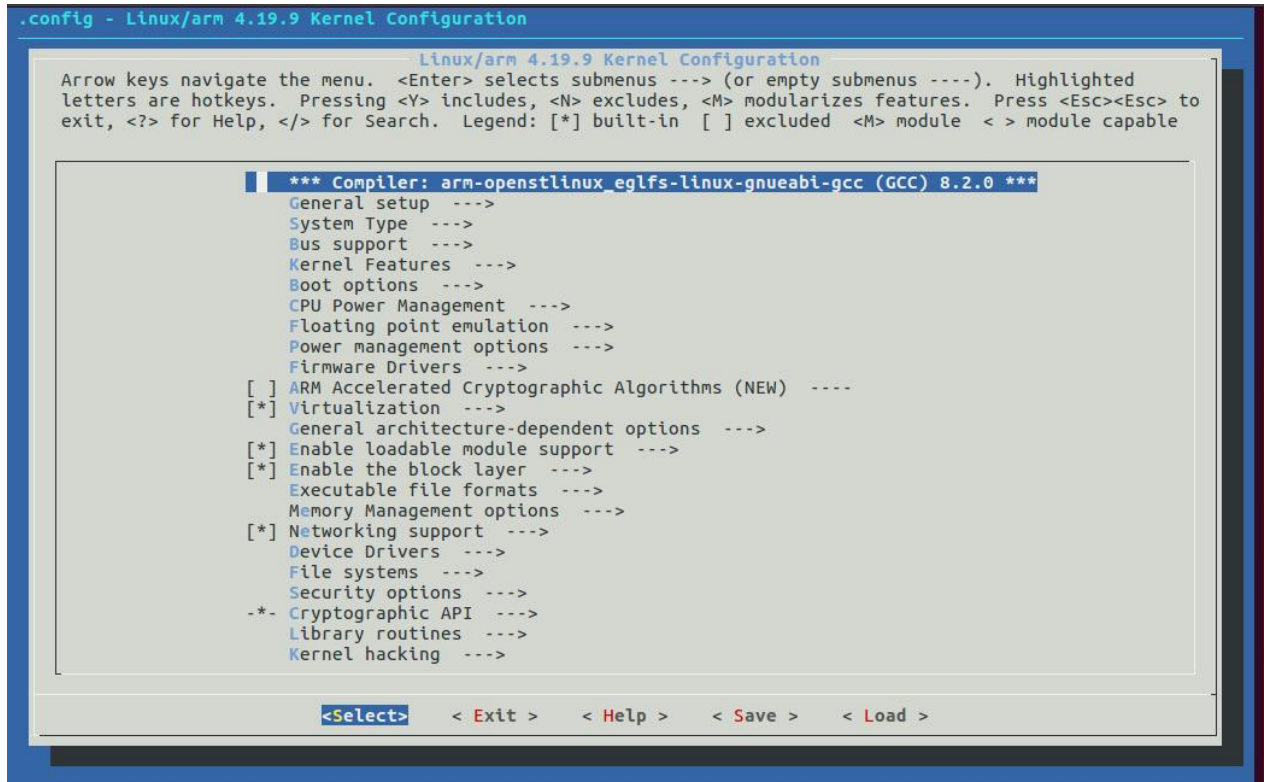 .config - Linux/arm 4.19.9 Kernel Configuration
Linux/arm 4.19.9 Kernel Configuration
Arrow keys navigate the menu.  <Enter> selects submenus ---> (or empty submenus ----).  Highlighted
letters are hotkeys.  Pressing <Y> includes, <N> excludes, <M> modularizes features.  Press <Esc><Esc> to
exit, <?> for Help, </> for Search.  Legend: [*] built-in  [ ] excluded  <M> module  < > module capable
*** Compiler: arm-openstlinux_eglfs-linux-gnueabi-gcc (GCC) 8.2.0 ***
General setup  --->
System Type  --->
Bus support  --->
Kernel Features  --->
Boot options  --->
CPU Power Management  --->
Floating point emulation  --->
Power management options  --->
Firmware Drivers  --->
[ ] ARM Accelerated Cryptographic Algorithms (NEW)  ----
[*] Virtualization  --->
General architecture-dependent options  --->
[*] Enable loadable module support  --->
[*] Enable the block layer  --->
Executable file formats  --->
Memory Management options  --->
[*] Networking support  --->
Device Drivers  --->
File systems  --->
Security options  --->
-*- Cryptographic API  --->
Library routines  --->
Kernel hacking  --->
<Select>    < Exit >    < Help >    < Save >    < Load >